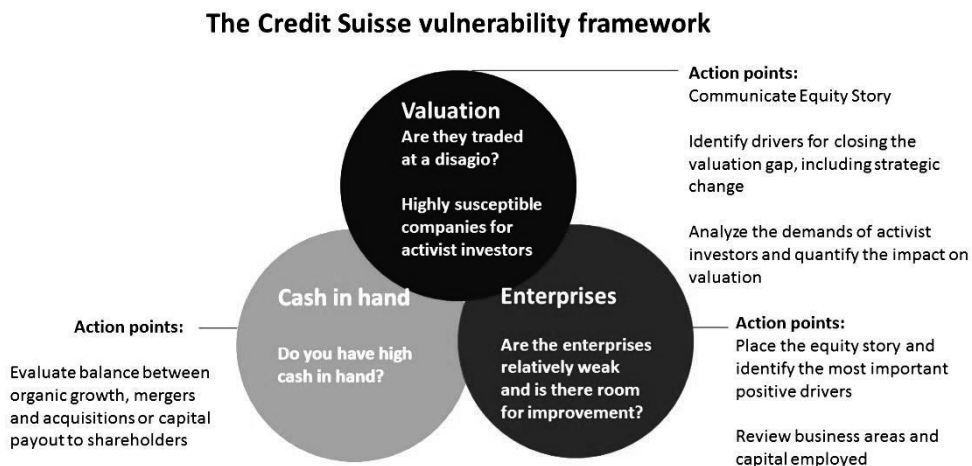 The Credit Suisse vulnerability framework
Action points:
Communicate Equity Story
Identify drivers for closing the
valuation gap, including strategic
change
Analyze the demands of activist
investors and quantify the impact on
valuation
Valuation
Are they traded
at a disagio?
Highly susceptible
companies for
activist investors
Cash in hand
Do you have high
cash in hand?
Enterprises
Are the enterprises
relatively weak
and is there room
for improvement?
Action points:
Evaluate balance between
organic growth, mergers
and acquisitions or capital
payout to shareholders
Action points:
Place the equity story and
identify the most important
positive drivers
Review business areas and
capital employed